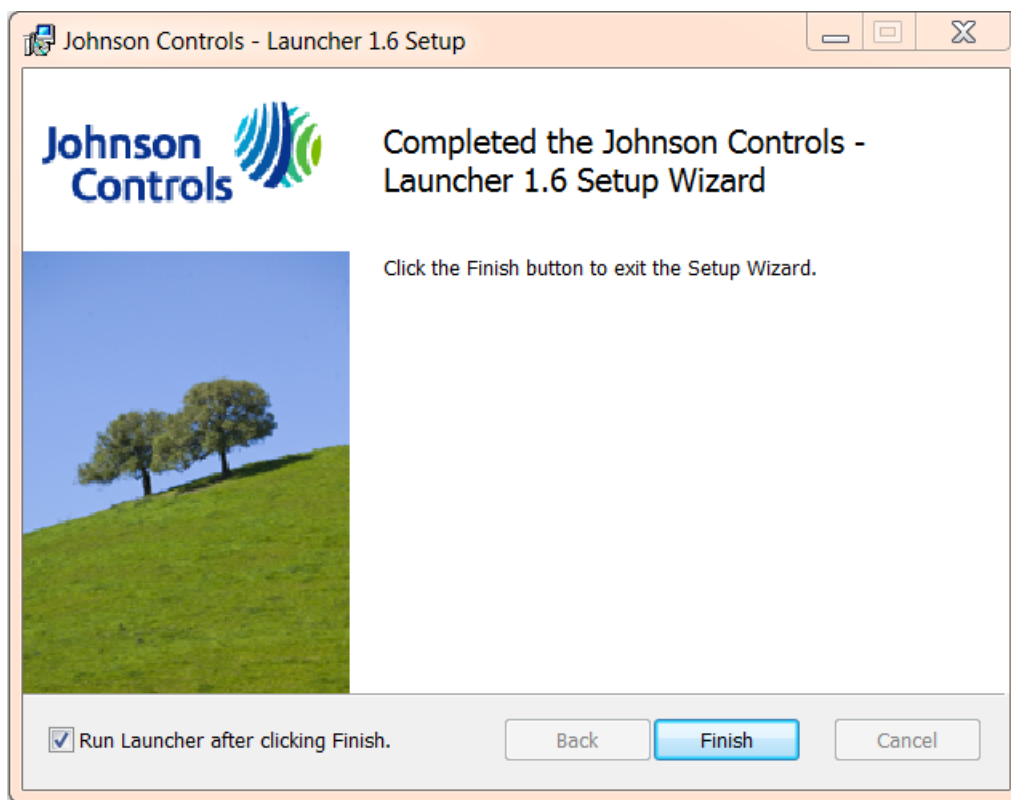 Johnson Controls - Launcher 1.6 Setup
Johnson
Controls
Completed the Johnson Controls -
Launcher 1.6 Setup Wizard
Click the Finish button to exit the Setup Wizard.
Run Launcher after clicking Finish.
Back
Finish
Cancel